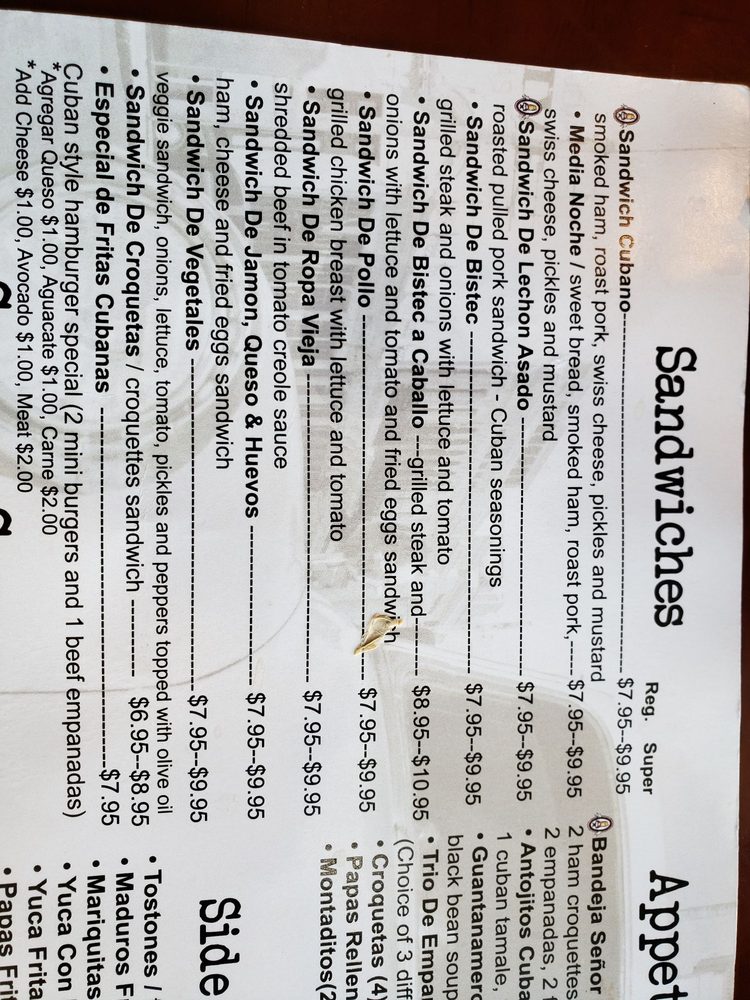 Sandwiches
Reg. Super
Sandwich Cubano---$7.95--$9.95
smoked ham, roast pork, swiss cheese, pickles and mustard
• Media Noche / sweet bread, smoked ham, roast pork,----$7.95--$9.95
swiss cheese, pickles and mustard
Sandwich De Lechon Asado---$7.95--$9.95
roasted pulled pork sandwich - Cuban seasonings
• Sandwich De Bistec---$7.95--$9.95
grilled steak and onions with lettuce and tomato
• Sandwich De Bistec a Caballo ---grilled steak and---$8.95--$10.95
onions with lettuce and tomato and fried eggs sandwich
• Sandwich De Pollo---$7.95--$9.95
grilled chicken breast with lettuce and tomato
• Sandwich De Ropa Vieja---$7.95--$9.95
shredded beef in tomato creole sauce
• Sandwich De Jamon, Queso & Huevos---$7.95--$9.95
ham, cheese and fried eggs sandwich
• Sandwich De Vegetales---$7.95--$9.95
veggie sandwich, onions, lettuce, tomato, pickles and peppers topped with olive oil
• Sandwich De Croquetas / croquettes sandwich---$6.95--$8.95
• Especial de Fritas Cubanas---$7.95
Cuban style hamburger special (2 mini burgers and 1 beef empanadas)
*Agregar Queso $1.00, Aguacate $1.00, Carne $2.00
*Add Cheese $1.00, Avocado $1.00, Meat $2.00
Appet
Bandeja Señor
2 ham croquettes
2 empanadas, 2
• Antojitos Cuba
1 cuban tamale,
• Guantanamer
black bean soup
• Trio De Empa
(Choice of 3 diff
• Croquetas (4)
• Papas Rellen
• Montaditos(2
Side
• Tostones /
• Maduros F
• Mariquitas
• Yuca Con
• Yuca Frita
• Papas Frit